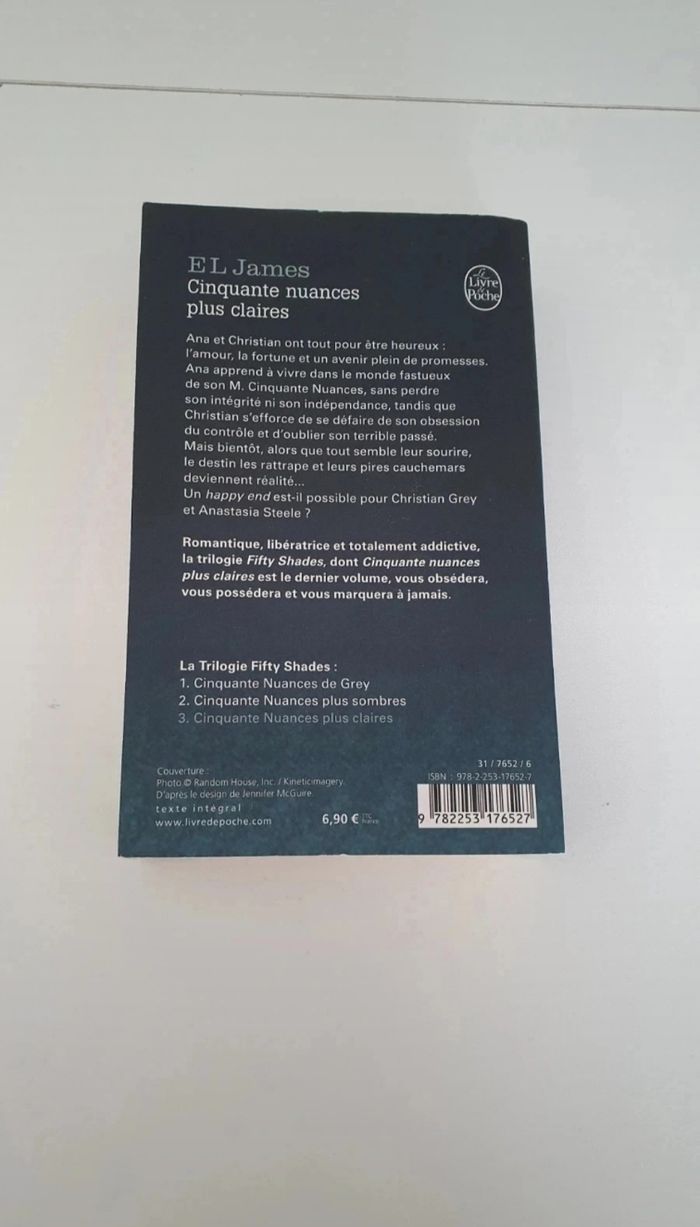 E L James
Cinquante nuances
plus claires
Le
Livre
de
Poche
Ana et Christian ont tout pour être heureux :
l'amour, la fortune et un avenir plein de promesses.
Ana apprend à vivre dans le monde fastueux
de son M. Cinquante Nuances, sans perdre
son intégrité ni son indépendance, tandis que
Christian s'efforce de se défaire de son obsession
du contrôle et d'oublier son terrible passé.
Mais bientôt, alors que tout semble leur sourire,
le destin les rattrape et leurs pires cauchemars
deviennent réalité...
Un happy end est-il possible pour Christian Grey
et Anastasia Steele ?
Romantique, libératrice et totalement addictive,
la trilogie Fifty Shades, dont Cinquante nuances
plus claires est le dernier volume, vous obsédera,
vous possédera et vous marquera à jamais.
La Trilogie Fifty Shades :
1. Cinquante Nuances de Grey
2. Cinquante Nuances plus sombres
3. Cinquante Nuances plus claires
Couverture :
Photo © Random House, Inc. / Kineticimagery.
D'après le design de Jennifer McGuire.
texte intégral
www.livredepoche.com
6,90 €
31 / 7652 / 6
ISBN : 978-2-253-17652-7
9 782253 176527